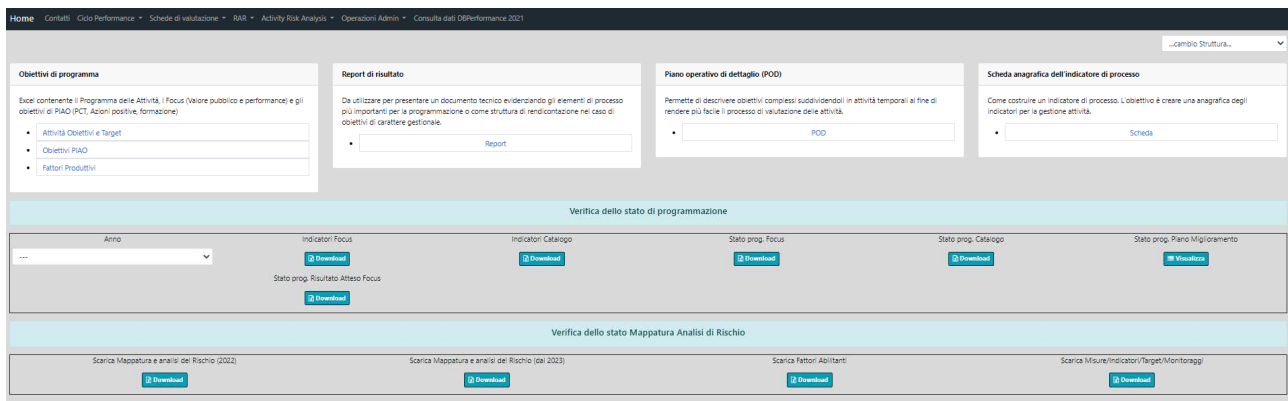 Home Contatti Ciclo Performance Schede di valutazione RAR Activity Risk Analysis Operazioni Admin Consulta dati DBPerformance 2021
...cambio Struttura...
Obiettivi di programma
Excel contenente il Programma delle Attività, i Focus (Valore pubblico e performance) e gli
obiettivi di PIAO (PCT, Azioni positive, formazione)
Attività Obiettivi e Target
Obiettivi PIAO
Fattori Produttivi
Report di risultato
Da utilizzare per presentare un documento tecnico evidenziando gli elementi di processo
più importanti per la programmazione o come struttura di rendicontazione nel caso di
obiettivi di carattere gestionale.
Report
Piano operativo di dettaglio (POD)
Permette di descrivere obiettivi complessi suddividendoli in attività temporali al fine di
rendere più facile il processo di valutazione delle attività.
POD
Scheda anagrafica dell'indicatore di processo
Come costruire un indicatore di processo. L'obiettivo è creare una anagrafica degli
indicatori per la gestione attività.
Scheda
Verifica dello stato di programmazione
Anno Indicatori Focus Indicatori Catalogo Stato prog. Focus Stato prog. Catalogo Stato prog. Piano Miglioramento
--- Download Download Download Download Visualizza
Stato prog. Risultato Atteso Focus
Download
Verifica dello stato Mappatura Analisi di Rischio
Scarica Mappatura e analisi del Rischio (2022) Scarica Mappatura e analisi del Rischio (dal 2023) Scarica Fattori Abilitanti Scarica Misure/Indicatori/Target/Monitoraggi
Download Download Download Download